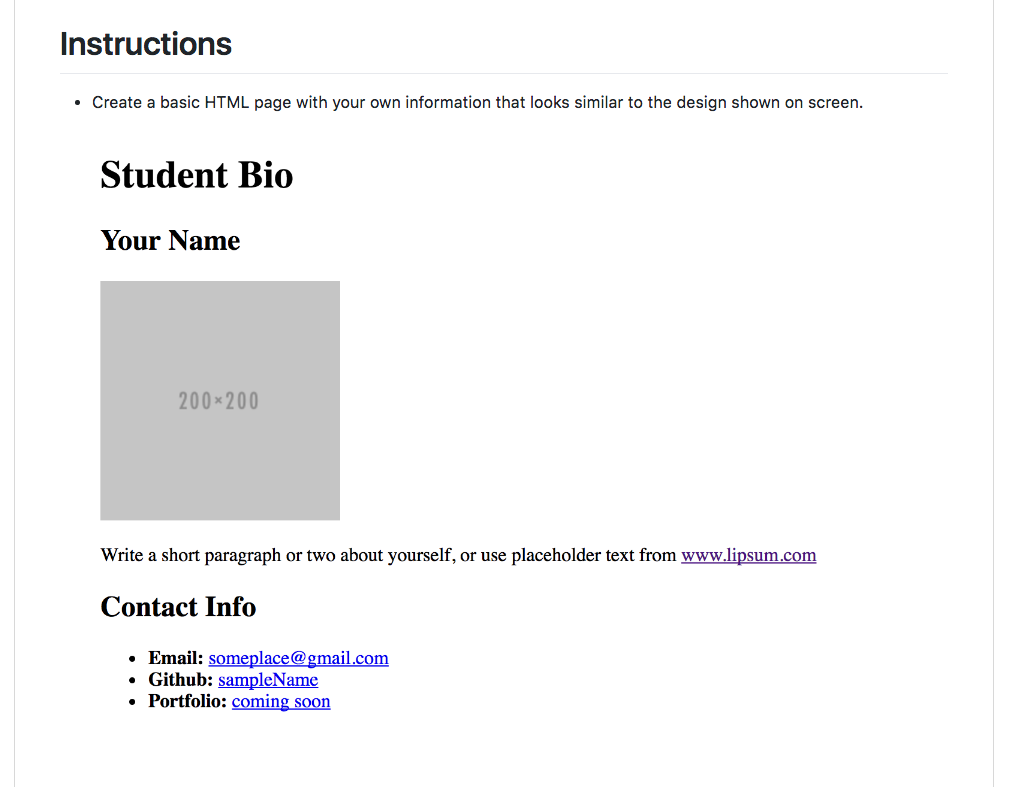 Instructions
Create a basic HTML page with your own information that looks similar to the design shown on screen.
Student Bio
Your Name
200×200
Write a short paragraph or two about yourself, or use placeholder text from www.lipsum.com
Contact Info
Email: someplace@gmail.com
Github: sampleName
Portfolio: coming soon